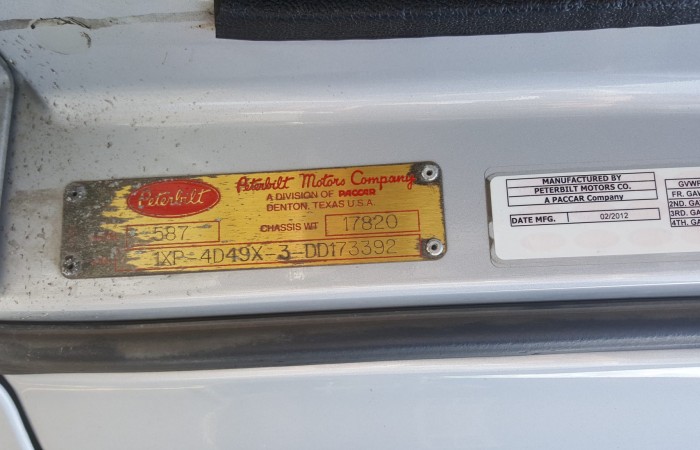 Peterbilt
Peterbilt Motors Company
A DIVISION OF PACCAR
DENTON, TEXAS U.S.A.
587
CHASSIS WT
17820
1XP-4D49X-3-DD173392
MANUFACTURED BY
PETERBILT MOTORS CO.
A PACCAR Company
DATE MFG.
02/2012
GVWR
FR. GAW
2ND. GA
3RD. GA
4TH. GA